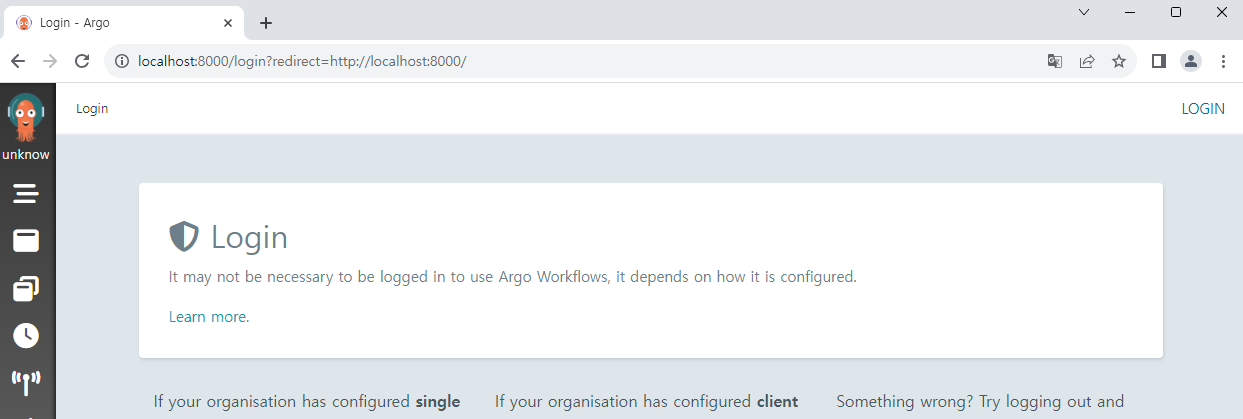 Login - Argo
localhost:8000/login?redirect=http://localhost:8000/
Login
LOGIN
unknow
Login
It may not be necessary to be logged in to use Argo Workflows, it depends on how it is configured.
Learn more.
If your organisation has configured single
If your organisation has configured client
Something wrong? Try logging out and